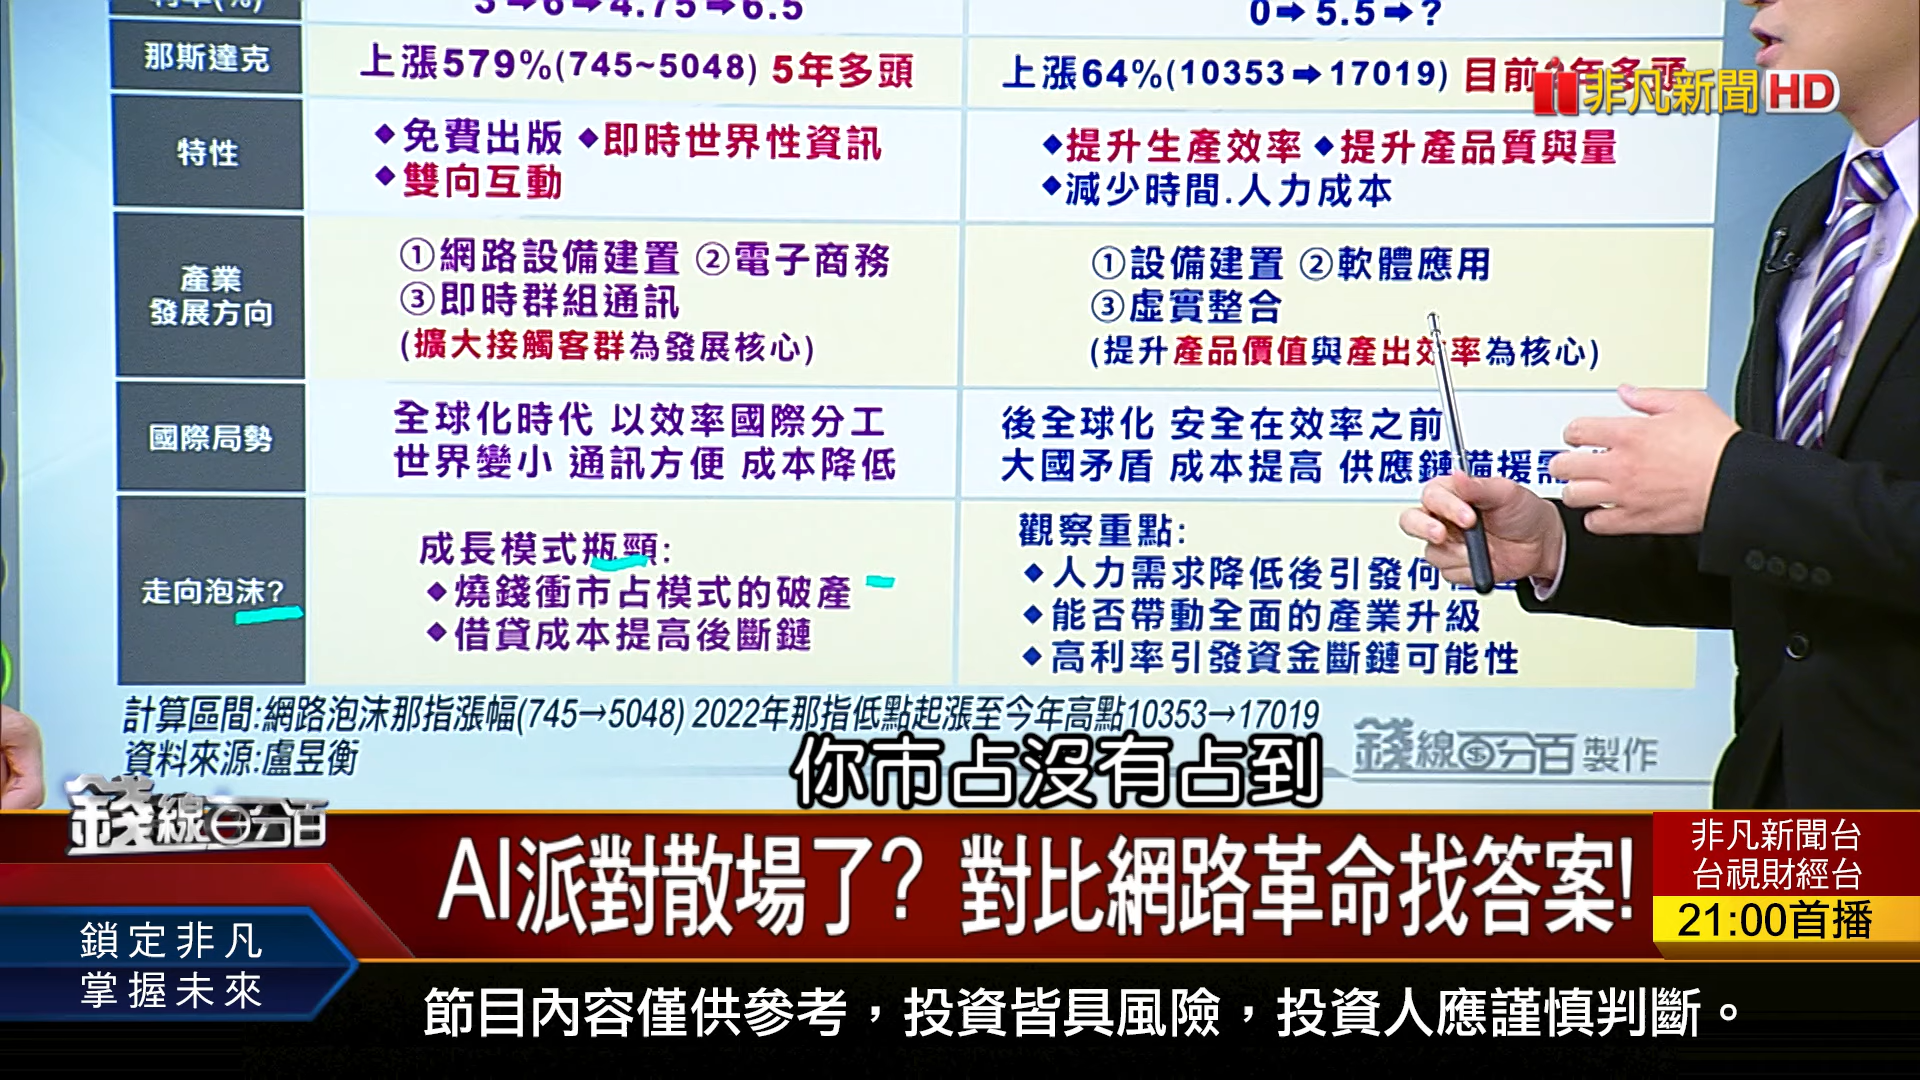 利率(%)
3➡6➡4.75➡6.5
0➡5.5➡?
那斯達克
上漲579%(745~5048) 5年多頭
上漲64%(10353➡17019) 目前 年多頭
非凡新聞HD
特性
◆免費出版 ◆即時世界性資訊
◆雙向互動
◆提升生產效率 ◆提升產品質與量
◆減少時間.人力成本
產業
發展方向
①網路設備建置 ②電子商務
③即時群組通訊
(擴大接觸客群為發展核心)
①設備建置 ②軟體應用
③虛實整合
(提升產品價值與產出效率為核心)
國際局勢
全球化時代 以效率國際分工
世界變小 通訊方便 成本降低
後全球化 安全在效率之前
大國矛盾 成本提高 供應鏈備援需
走向泡沫?
成長模式瓶頸:
◆燒錢衝市占模式的破產
◆借貸成本提高後斷鏈
觀察重點:
◆人力需求降低後引發何
◆能否帶動全面的產業升級
◆高利率引發資金斷鏈可能性
計算區間:網路泡沫那指漲幅(745→5048) 2022年那指低點起漲至今年高點10353→17019
資料來源:盧昱衡
錢線百分百製作
你市占沒有占到
錢線百分百
AI派對散場了? 對比網路革命找答案!
非凡新聞台
台視財經台
21:00首播
鎖定非凡
掌握未來
節目內容僅供參考，投資皆具風險，投資人應謹慎判斷。